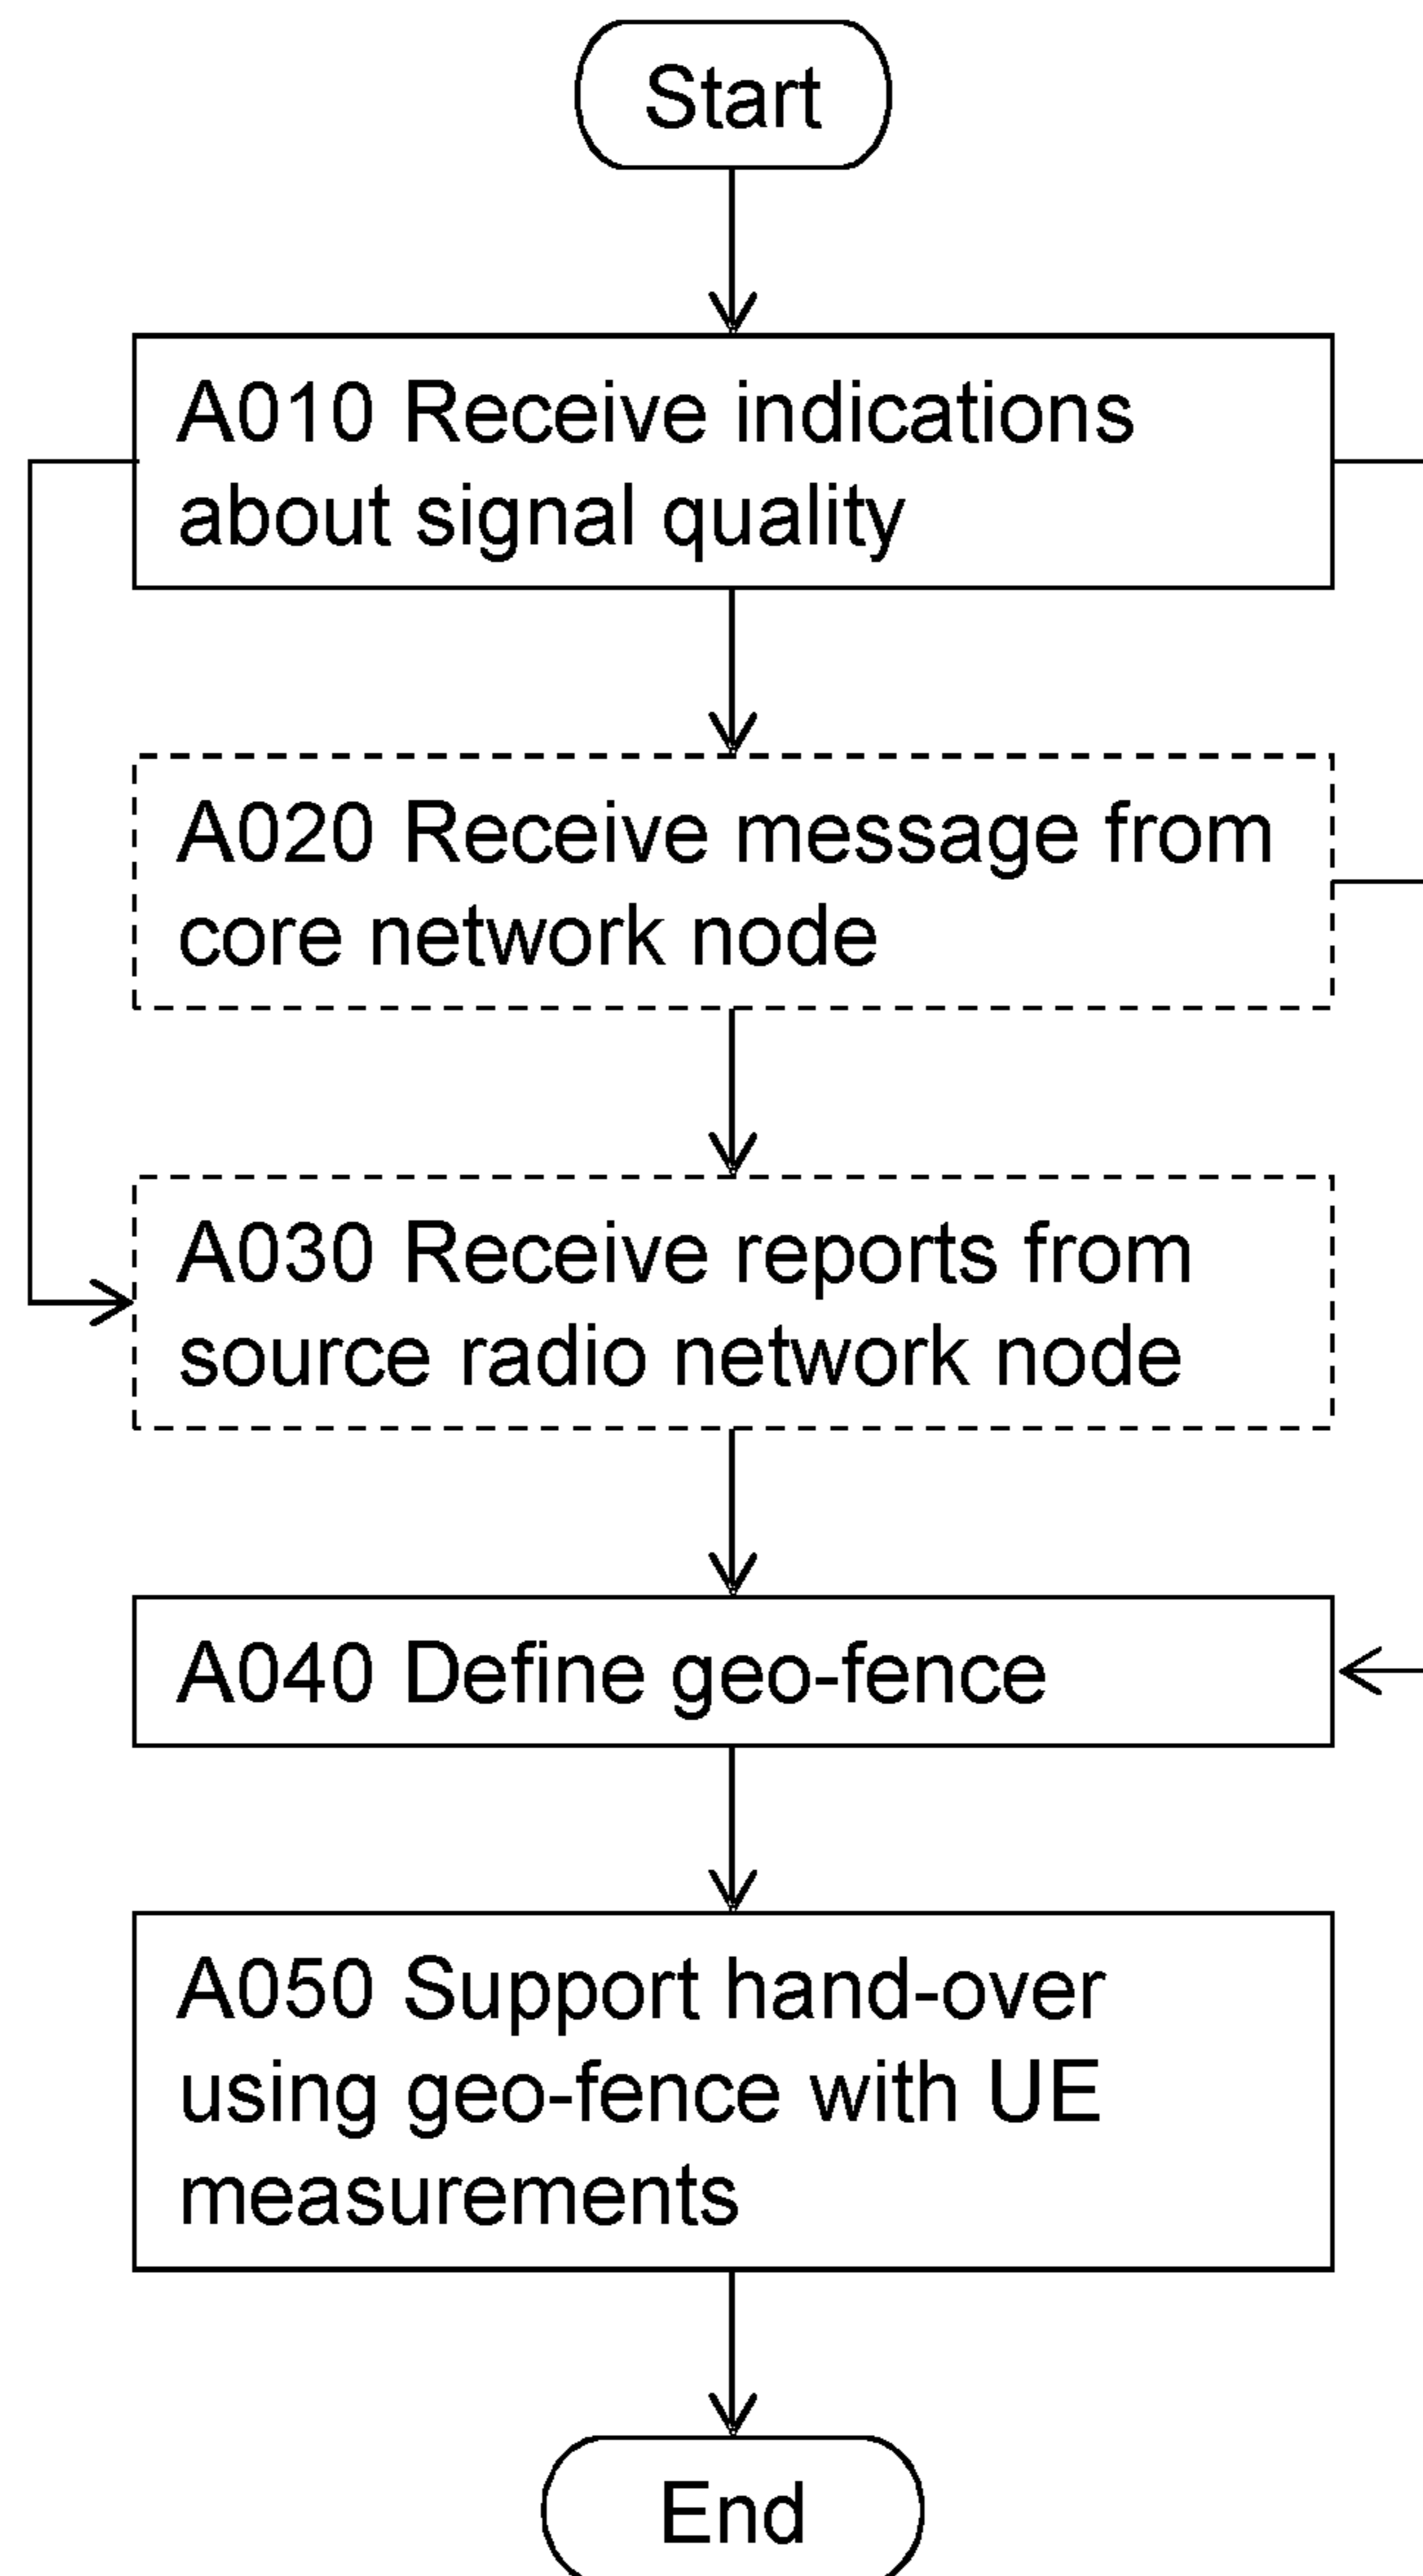 Start
A010 Receive indications
about signal quality
A020 Receive message from
core network node
A030 Receive reports from
source radio network node
A040 Define geo-fence
A050 Support hand-over
using geo-fence with UE
measurements
End